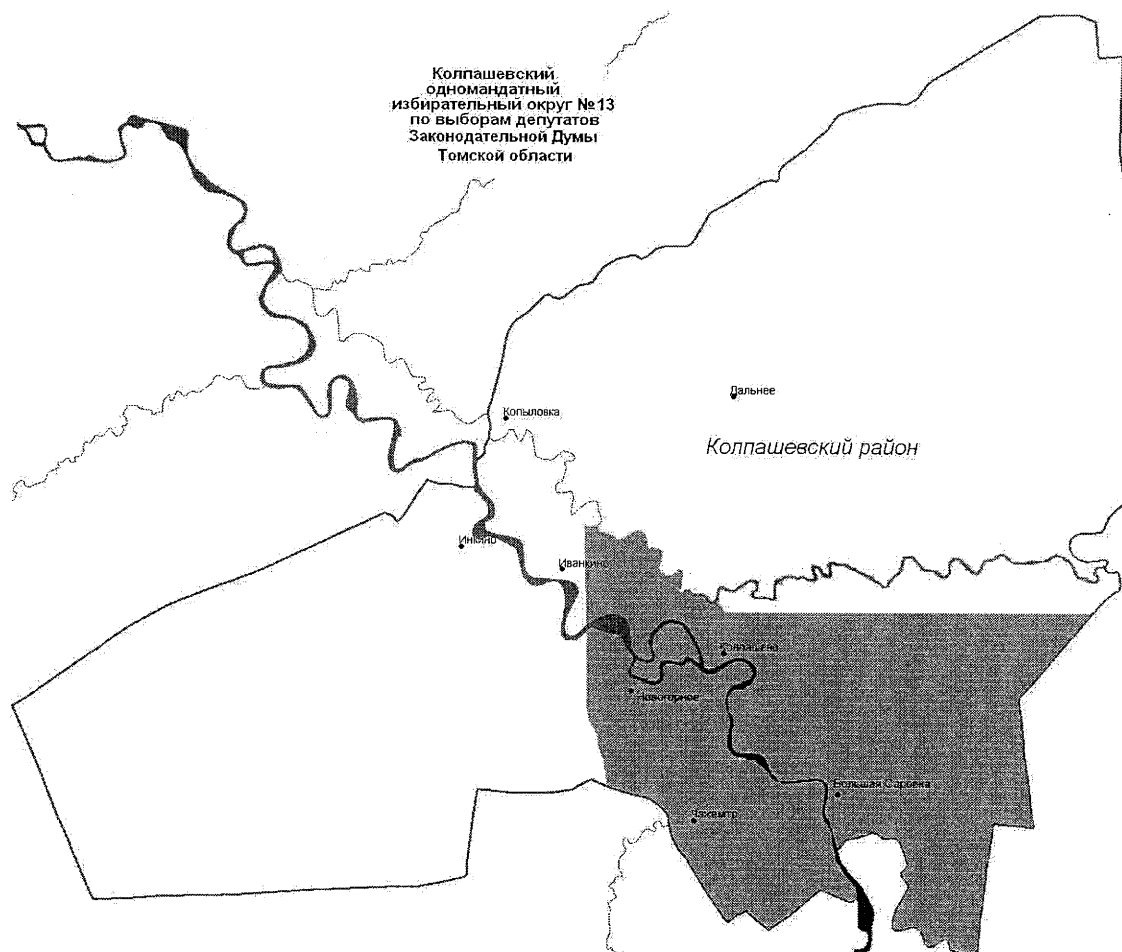 Колпашевский
одномандатный
избирательный округ №13
по выборам депутатов
Законодательной Думы
Томской области
Дальнее
Копыловка
Колпашевский район
Инкино
Иванкино
Колпашево
Новогорное
Большая Саровка